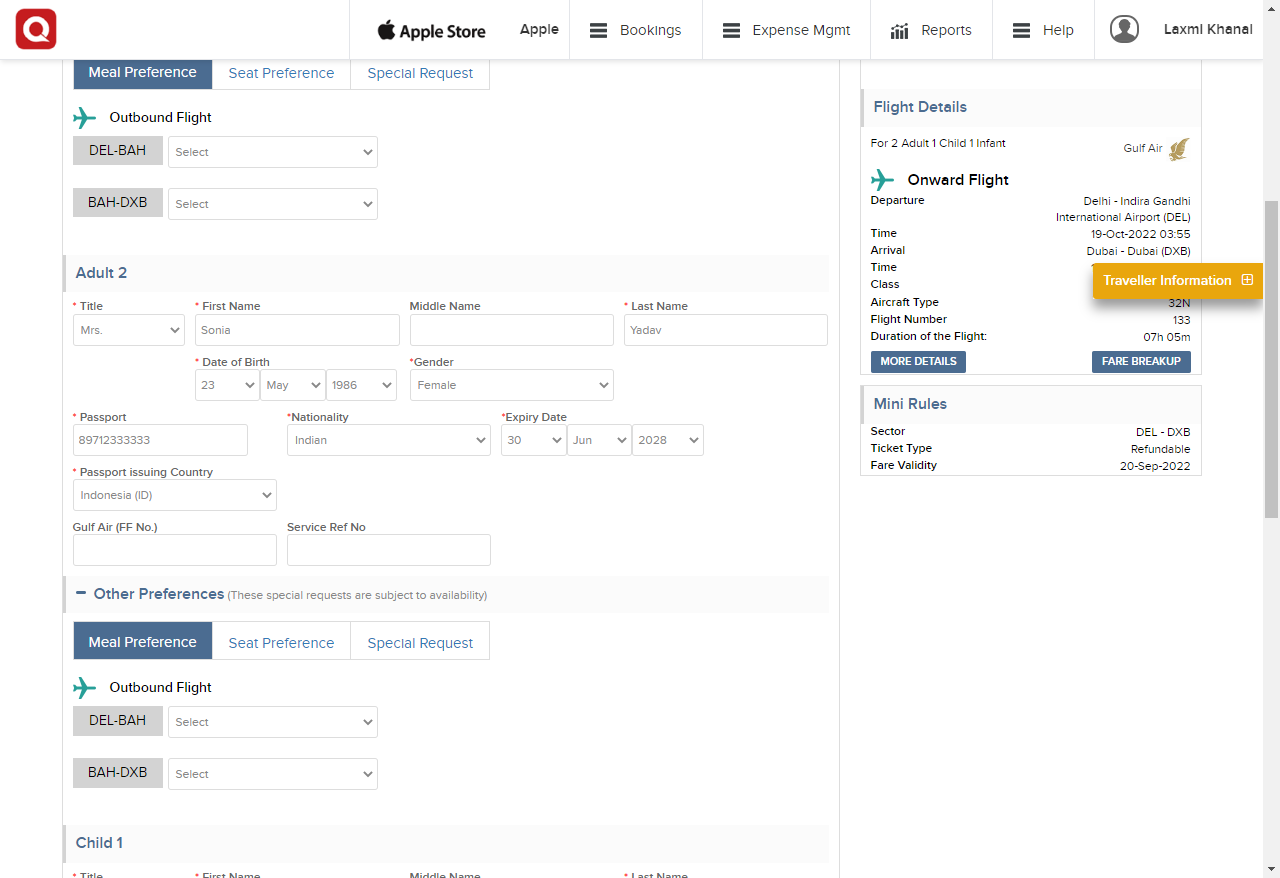 Q Apple Store Apple Bookings Expense Mgmt Reports Help Laxmi Khanal
Meal Preference Seat Preference Special Request
Outbound Flight
DEL-BAH Select
BAH-DXB Select
Adult 2
* Title * First Name Middle Name * Last Name
Mrs. Sonia Yadav
* Date of Birth *Gender
23 May 1986 Female
* Passport *Nationality *Expiry Date
89712333333 Indian 30 Jun 2028
* Passport issuing Country
Indonesia (ID)
Gulf Air (FF No.) Service Ref No
Other Preferences (These special requests are subject to availability)
Meal Preference Seat Preference Special Request
Outbound Flight
DEL-BAH Select
BAH-DXB Select
Child 1
* Title * First Name Middle Name * Last Name
Flight Details
For 2 Adult 1 Child 1 Infant Gulf Air
Onward Flight
Departure Delhi - Indira Gandhi
International Airport (DEL)
Time 19-Oct-2022 03:55
Arrival Dubai - Dubai (DXB)
Time
Class
Traveller Information
Aircraft Type 32N
Flight Number 133
Duration of the Flight: 07h 05m
MORE DETAILS FARE BREAKUP
Mini Rules
Sector DEL - DXB
Ticket Type Refundable
Fare Validity 20-Sep-2022